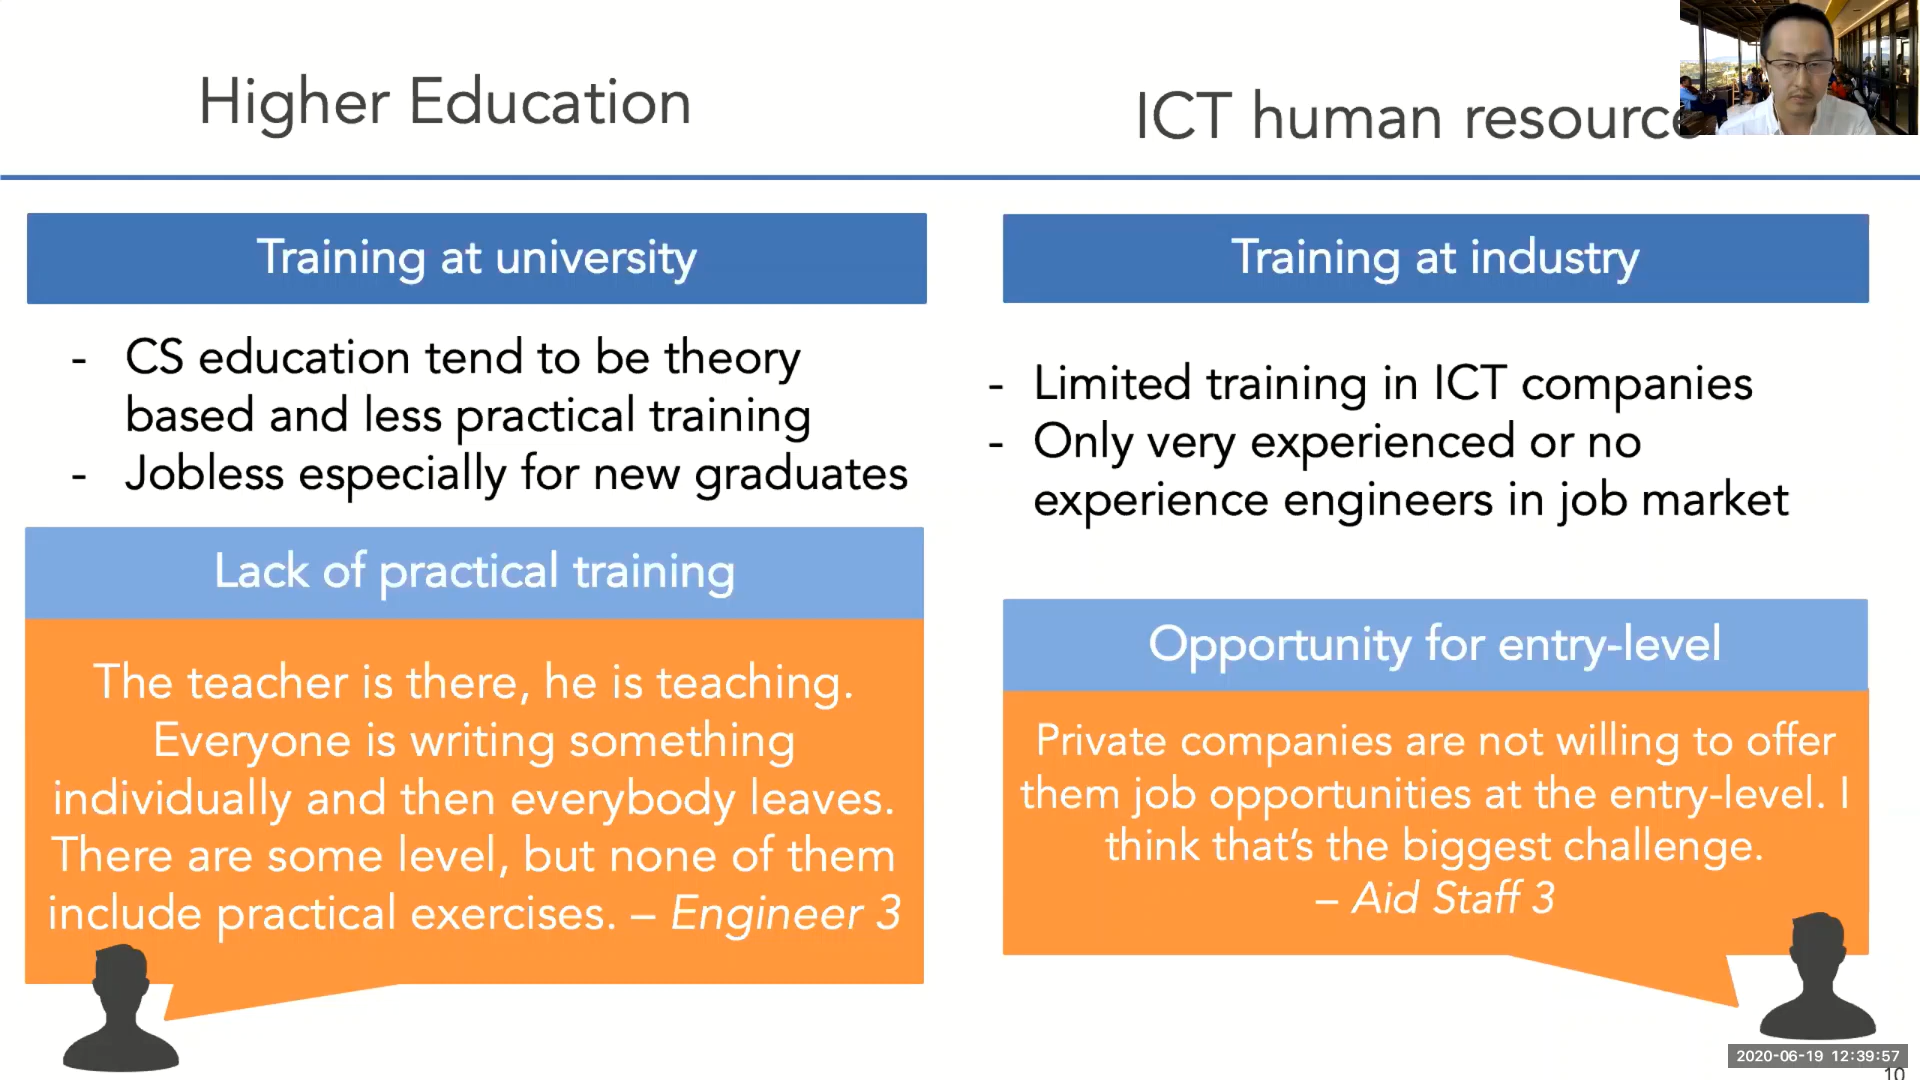 Higher Education
ICT human resource
Training at university
- CS education tend to be theory
based and less practical training
- Jobless especially for new graduates
Lack of practical training
The teacher is there, he is teaching.
Everyone is writing something
individually and then everybody leaves.
There are some level, but none of them
include practical exercises. – Engineer 3
Training at industry
- Limited training in ICT companies
- Only very experienced or no
experience engineers in job market
Opportunity for entry-level
Private companies are not willing to offer
them job opportunities at the entry-level. I
think that’s the biggest challenge.
– Aid Staff 3
2020-06-19 12:39:57
10